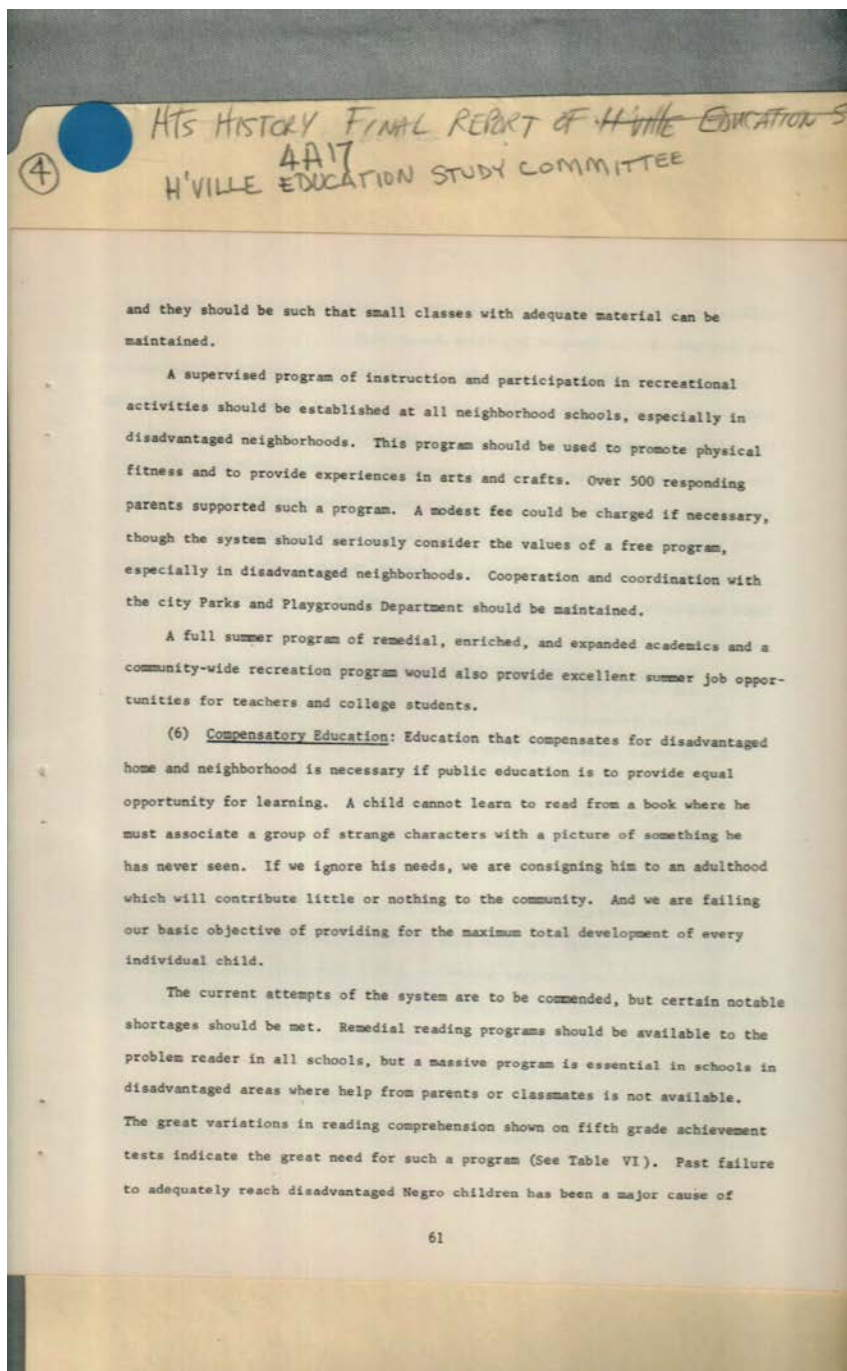 HTS HISTORY FINAL REPORT OF H'ville EDUCATION S
4A17
4
H'VILLE EDUCATION STUDY COMMITTEE
and they should be such that small classes with adequate material can be
maintained.
A supervised program of instruction and participation in recreational
activities should be established at all neighborhood schools, especially in
disadvantaged neighborhoods. This program should be used to promote physical
fitness and to provide experiences in arts and crafts. Over 500 responding
parents supported such a program. A modest fee could be charged if necessary,
though the system should seriously consider the values of a free program,
especially in disadvantaged neighborhoods. Cooperation and coordination with
the city Parks and Playgrounds Department should be maintained.
A full summer program of remedial, enriched, and expanded academics and a
community-wide recreation program would also provide excellent summer job oppor-
tunities for teachers and college students.
(6) Compensatory Education: Education that compensates for disadvantaged
home and neighborhood is necessary if public education is to provide equal
opportunity for learning. A child cannot learn to read from a book where he
must associate a group of strange characters with a picture of something he
has never seen. If we ignore his needs, we are consigning him to an adulthood
which will contribute little or nothing to the community. And we are failing
our basic objective of providing for the maximum total development of every
individual child.
The current attempts of the system are to be commended, but certain notable
shortages should be met. Remedial reading programs should be available to the
problem reader in all schools, but a massive program is essential in schools in
disadvantaged areas where help from parents or classmates is not available.
The great variations in reading comprehension shown on fifth grade achievement
tests indicate the great need for such a program (See Table VI). Past failure
to adequately reach disadvantaged Negro children has been a major cause of
61